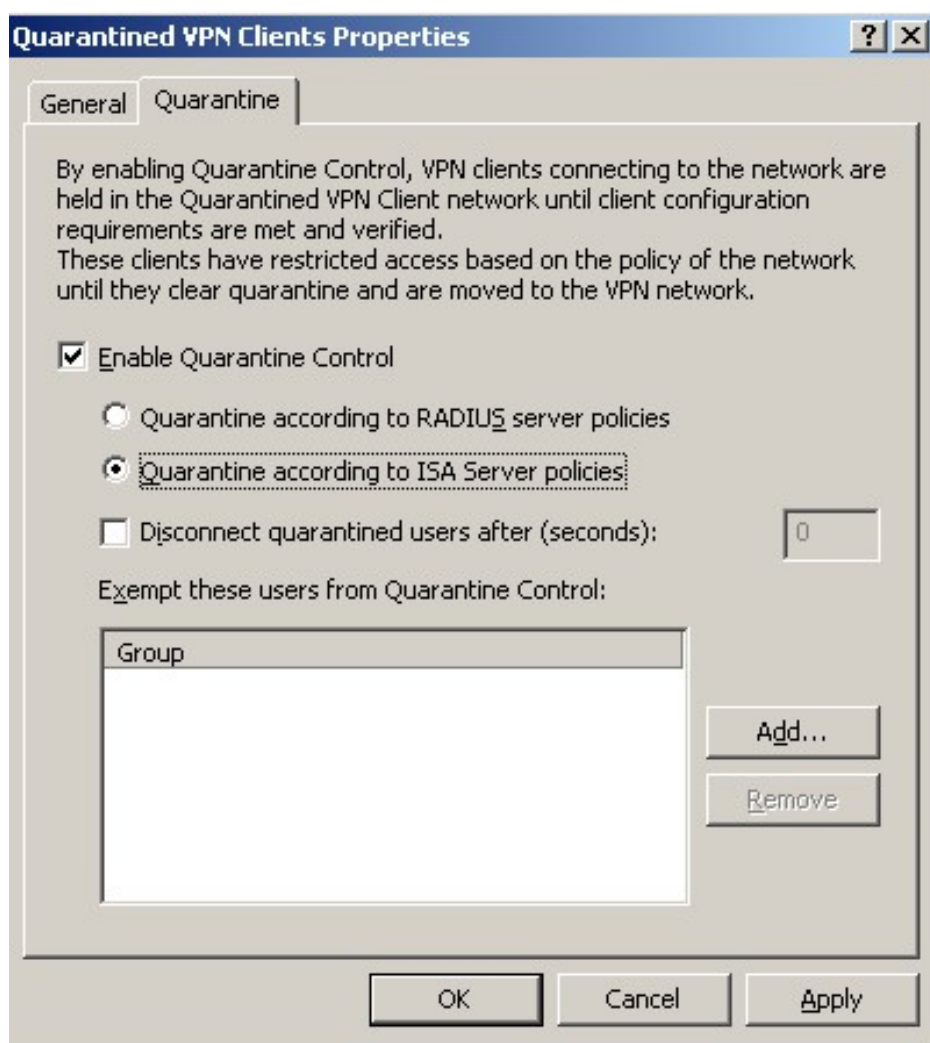 Quarantined VPN Clients Properties
General
Quarantine
By enabling Quarantine Control, VPN clients connecting to the network are
held in the Quarantined VPN Client network until client configuration
requirements are met and verified.
These clients have restricted access based on the policy of the network
until they clear quarantine and are moved to the VPN network.
Enable Quarantine Control
Quarantine according to RADIUS server policies
Quarantine according to ISA Server policies
Disconnect quarantined users after (seconds):
0
Exempt these users from Quarantine Control:
Group
Add...
Remove
OK
Cancel
Apply